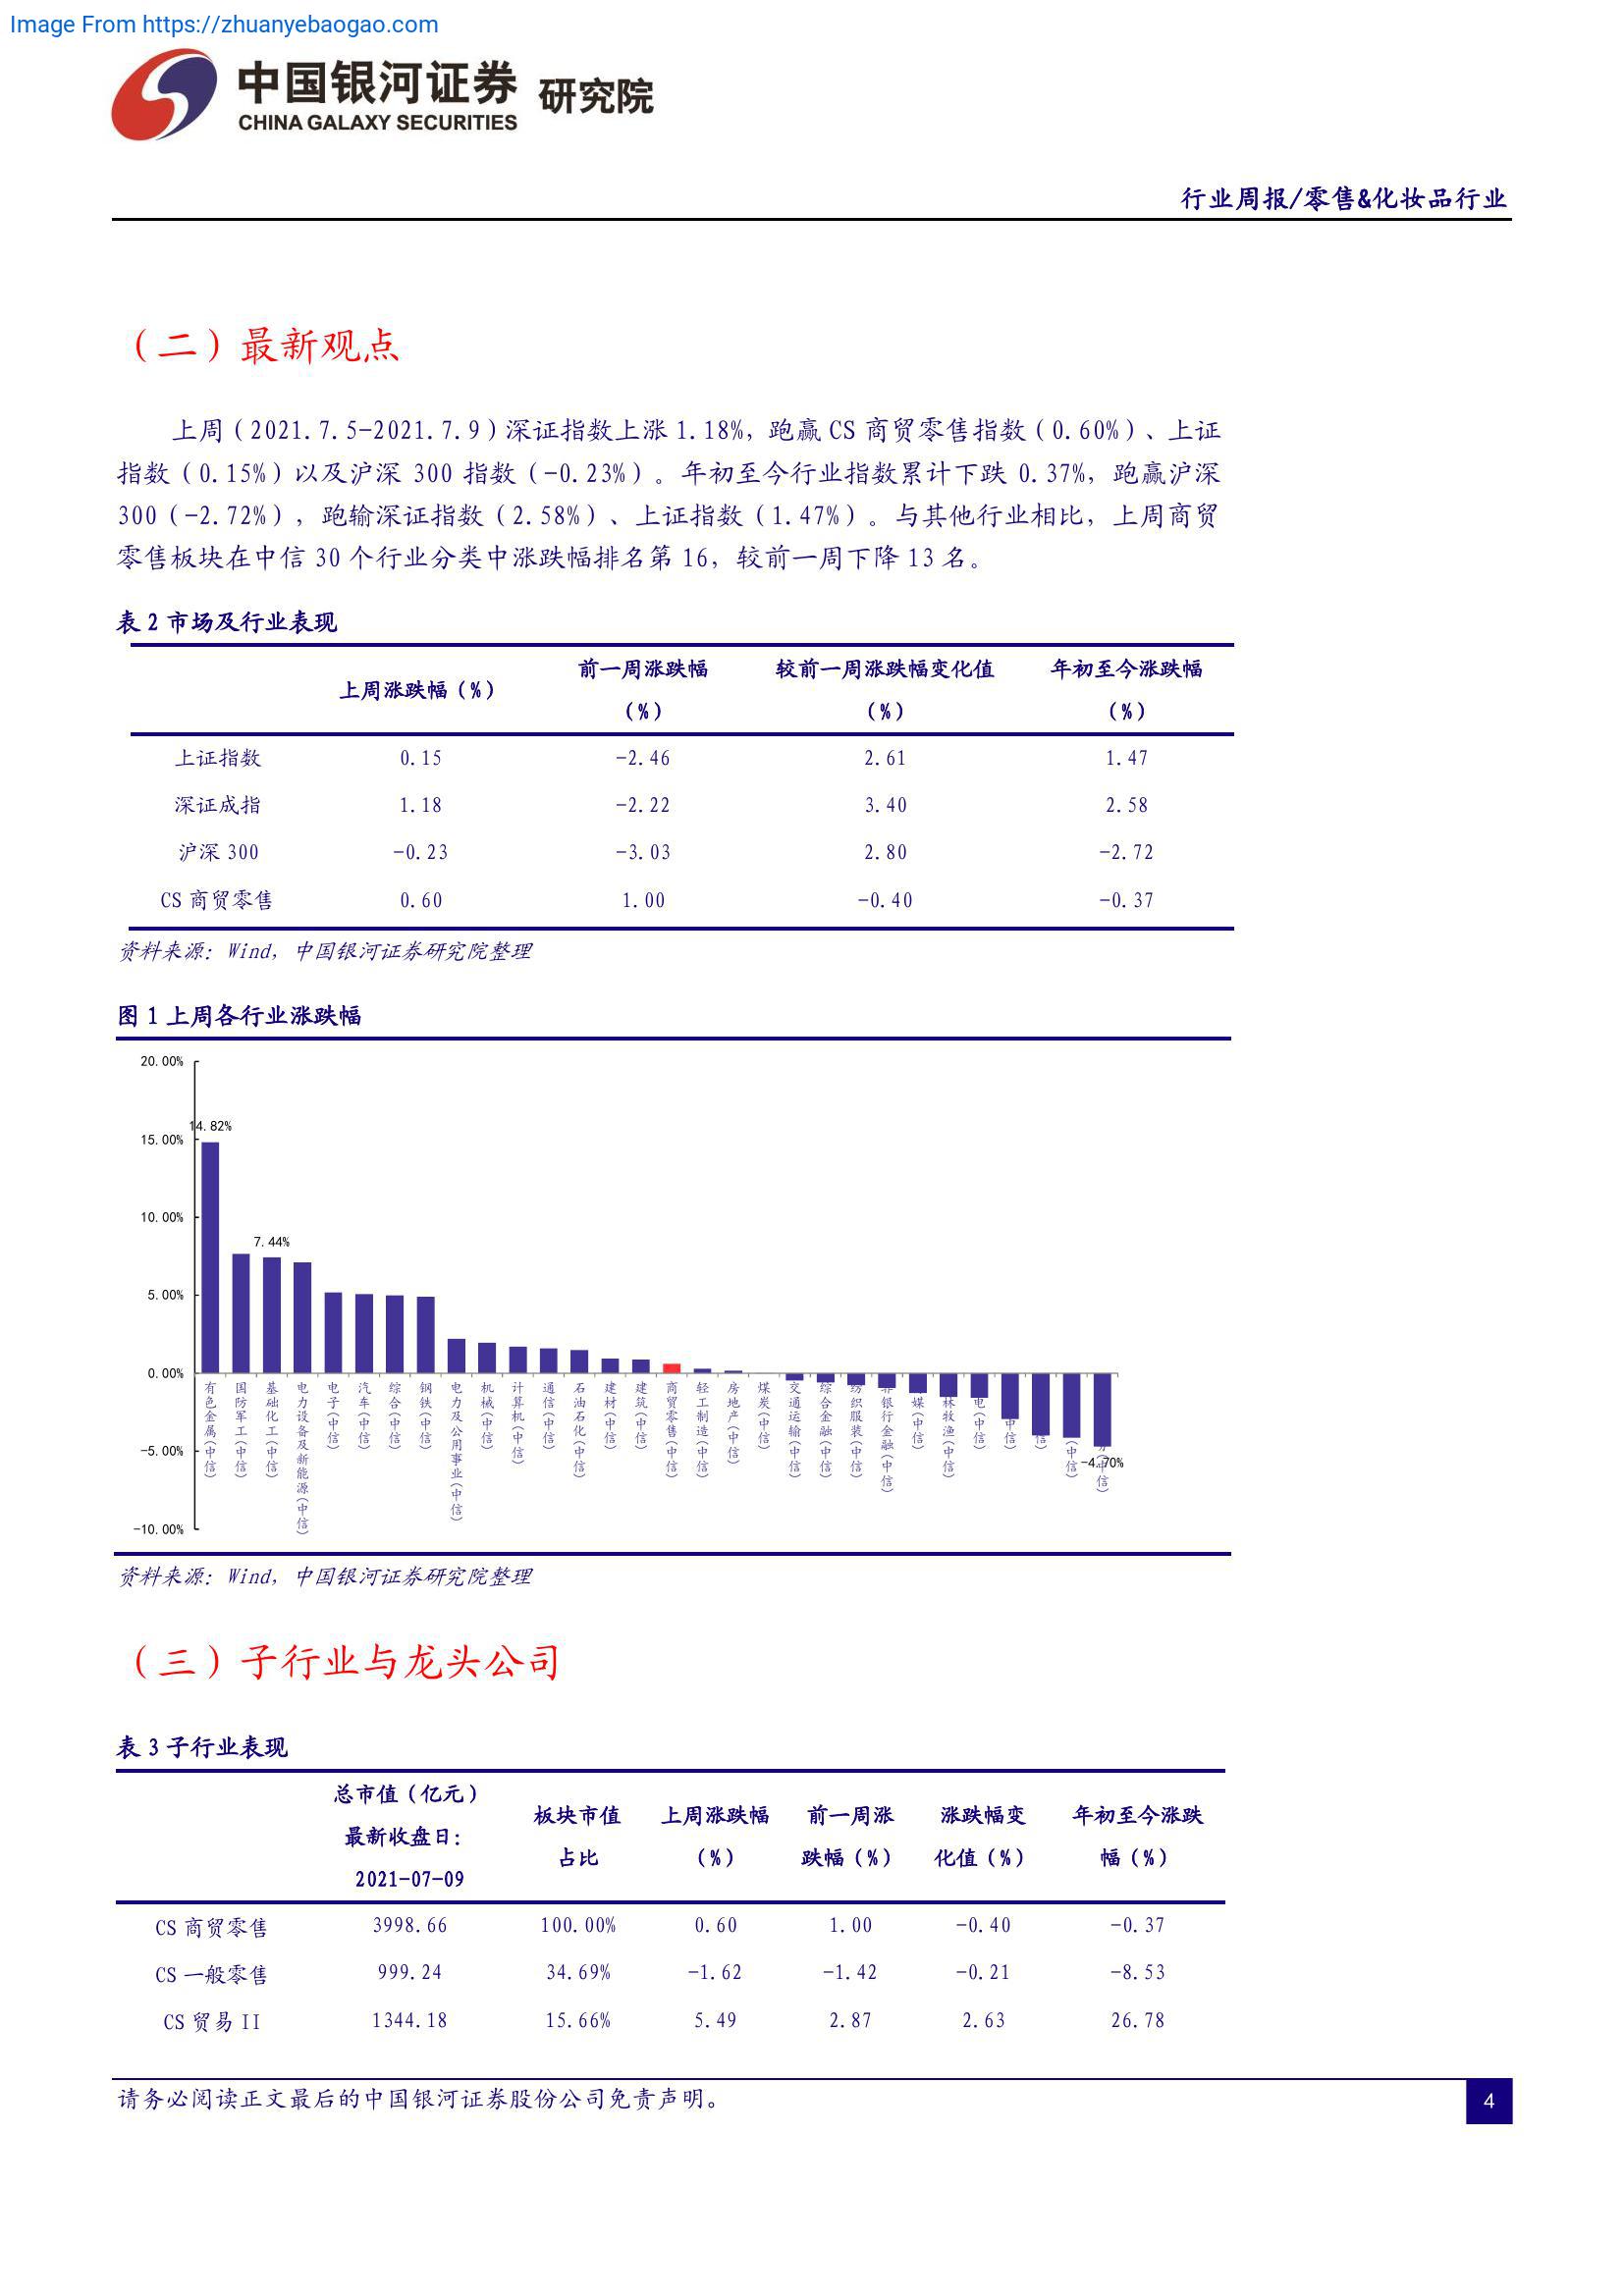 Image From https://zhuanyebaogao.com
中国银河证券 研究院
CHINA GALAXY SECURITIES
行业周报/零售&化妆品行业
（二）最新观点
上周（2021.7.5-2021.7.9）深证指数上涨 1.18%，跑赢 CS 商贸零售指数（0.60%）、上证
指数（0.15%）以及沪深 300 指数（-0.23%）。年初至今行业指数累计下跌 0.37%，跑赢沪深
300（-2.72%），跑输深证指数（2.58%）、上证指数（1.47%）。与其他行业相比，上周商贸
零售板块在中信 30 个行业分类中涨跌幅排名第 16，较前一周下降 13 名。
表 2 市场及行业表现
上周涨跌幅（%） 前一周涨跌幅（%） 较前一周涨跌幅变化值（%） 年初至今涨跌幅（%）
上证指数 0.15 -2.46 2.61 1.47
深证成指 1.18 -2.22 3.40 2.58
沪深 300 -0.23 -3.03 2.80 -2.72
CS 商贸零售 0.60 1.00 -0.40 -0.37
资料来源：Wind，中国银河证券研究院整理
图 1 上周各行业涨跌幅
20.00%
15.00%
10.00%
5.00%
0.00%
-5.00%
-10.00%
14.82%
7.44%
-4.70%
有色金属(中信)
国防军工(中信)
基础化工(中信)
电力设备及新能源(中信)
电子(中信)
汽车(中信)
综合(中信)
钢铁(中信)
电力及公用事业(中信)
机械(中信)
计算机(中信)
通信(中信)
石油石化(中信)
建材(中信)
建筑(中信)
商贸零售(中信)
轻工制造(中信)
房地产(中信)
煤炭(中信)
交通运输(中信)
综合金融(中信)
纺织服装(中信)
非银行金融(中信)
媒(中信)
林牧渔(中信)
电(中信)
中信)
信)
(中信)
(中信)
资料来源：Wind，中国银河证券研究院整理
（三）子行业与龙头公司
表 3 子行业表现
总市值（亿元）最新收盘日：2021-07-09 板块市值占比 上周涨跌幅（%） 前一周涨跌幅（%） 涨跌幅变化值（%） 年初至今涨跌幅（%）
CS 商贸零售 3998.66 100.00% 0.60 1.00 -0.40 -0.37
CS 一般零售 999.24 34.69% -1.62 -1.42 -0.21 -8.53
CS 贸易 II 1344.18 15.66% 5.49 2.87 2.63 26.78
请务必阅读正文最后的中国银河证券股份公司免责声明。
4